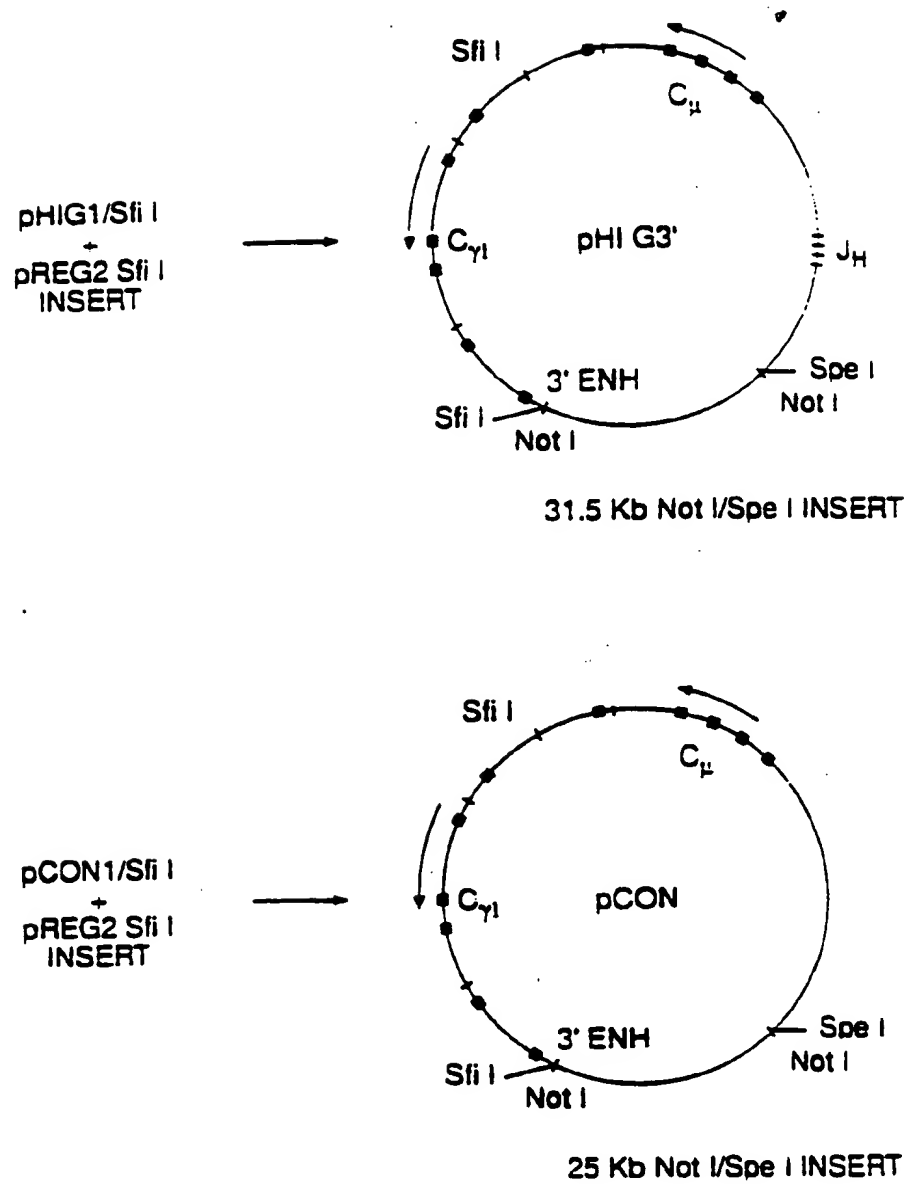 Sfi I
Cμ
pHIG1/Sfi I
+
pREG2 Sfi I
INSERT
Cγ1
pHI G3'
JH
3' ENH
Spe I
Not I
Sfi I
Not I
31.5 Kb Not I/Spe I INSERT
Sfi I
Cμ
pCON1/Sfi I
+
pREG2 Sfi I
INSERT
Cγ1
pCON
3' ENH
Spe I
Not I
Sfi I
Not I
25 Kb Not I/Spe I INSERT